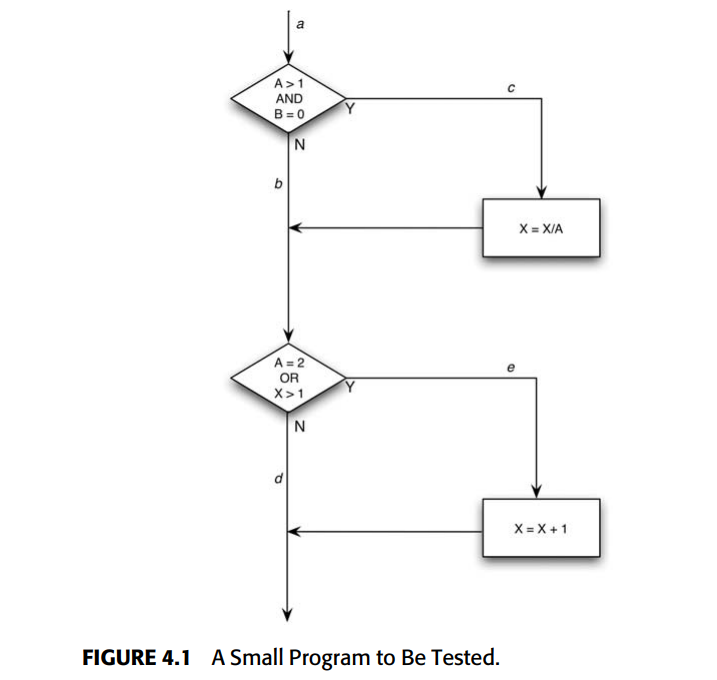 a
A > 1
AND
B = 0
Y
c
N
b
X = X/A
A = 2
OR
X > 1
Y
e
N
d
X = X + 1
FIGURE 4.1 A Small Program to Be Tested.